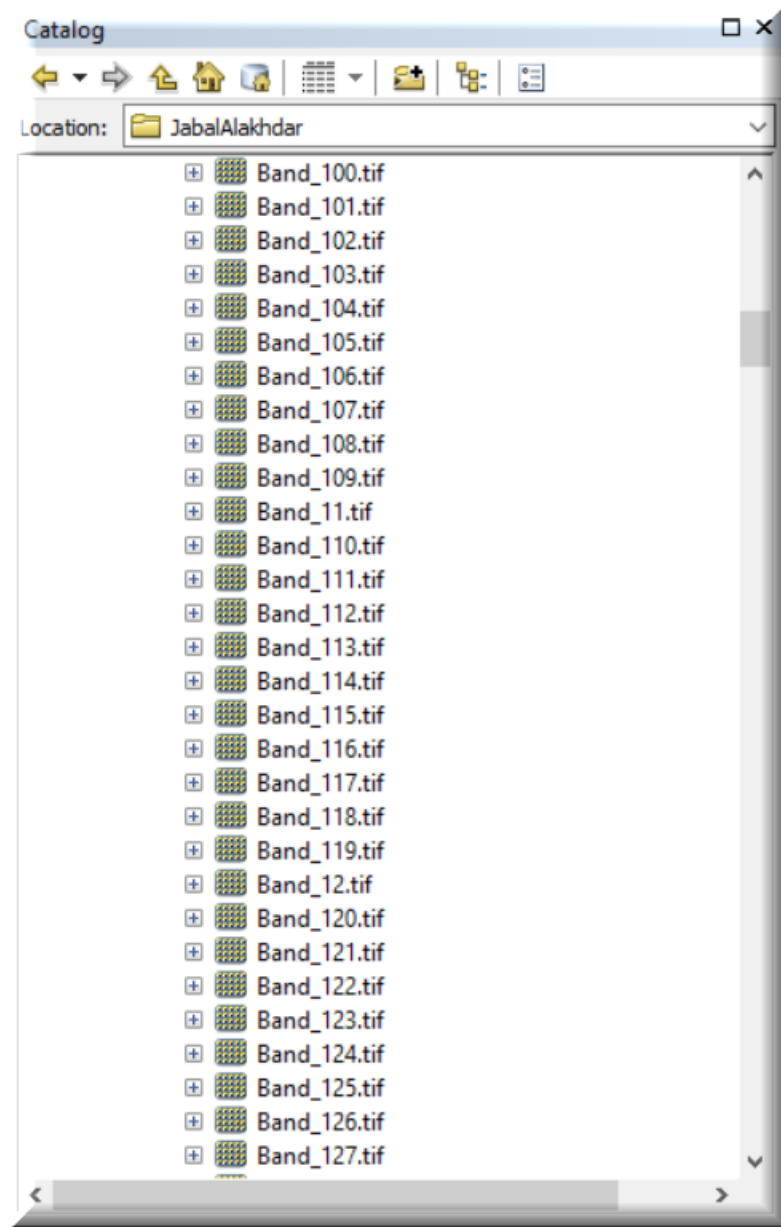 Catalog
Location: JabalAlakhdar
Band_100.tif
Band_101.tif
Band_102.tif
Band_103.tif
Band_104.tif
Band_105.tif
Band_106.tif
Band_107.tif
Band_108.tif
Band_109.tif
Band_11.tif
Band_110.tif
Band_111.tif
Band_112.tif
Band_113.tif
Band_114.tif
Band_115.tif
Band_116.tif
Band_117.tif
Band_118.tif
Band_119.tif
Band_12.tif
Band_120.tif
Band_121.tif
Band_122.tif
Band_123.tif
Band_124.tif
Band_125.tif
Band_126.tif
Band_127.tif